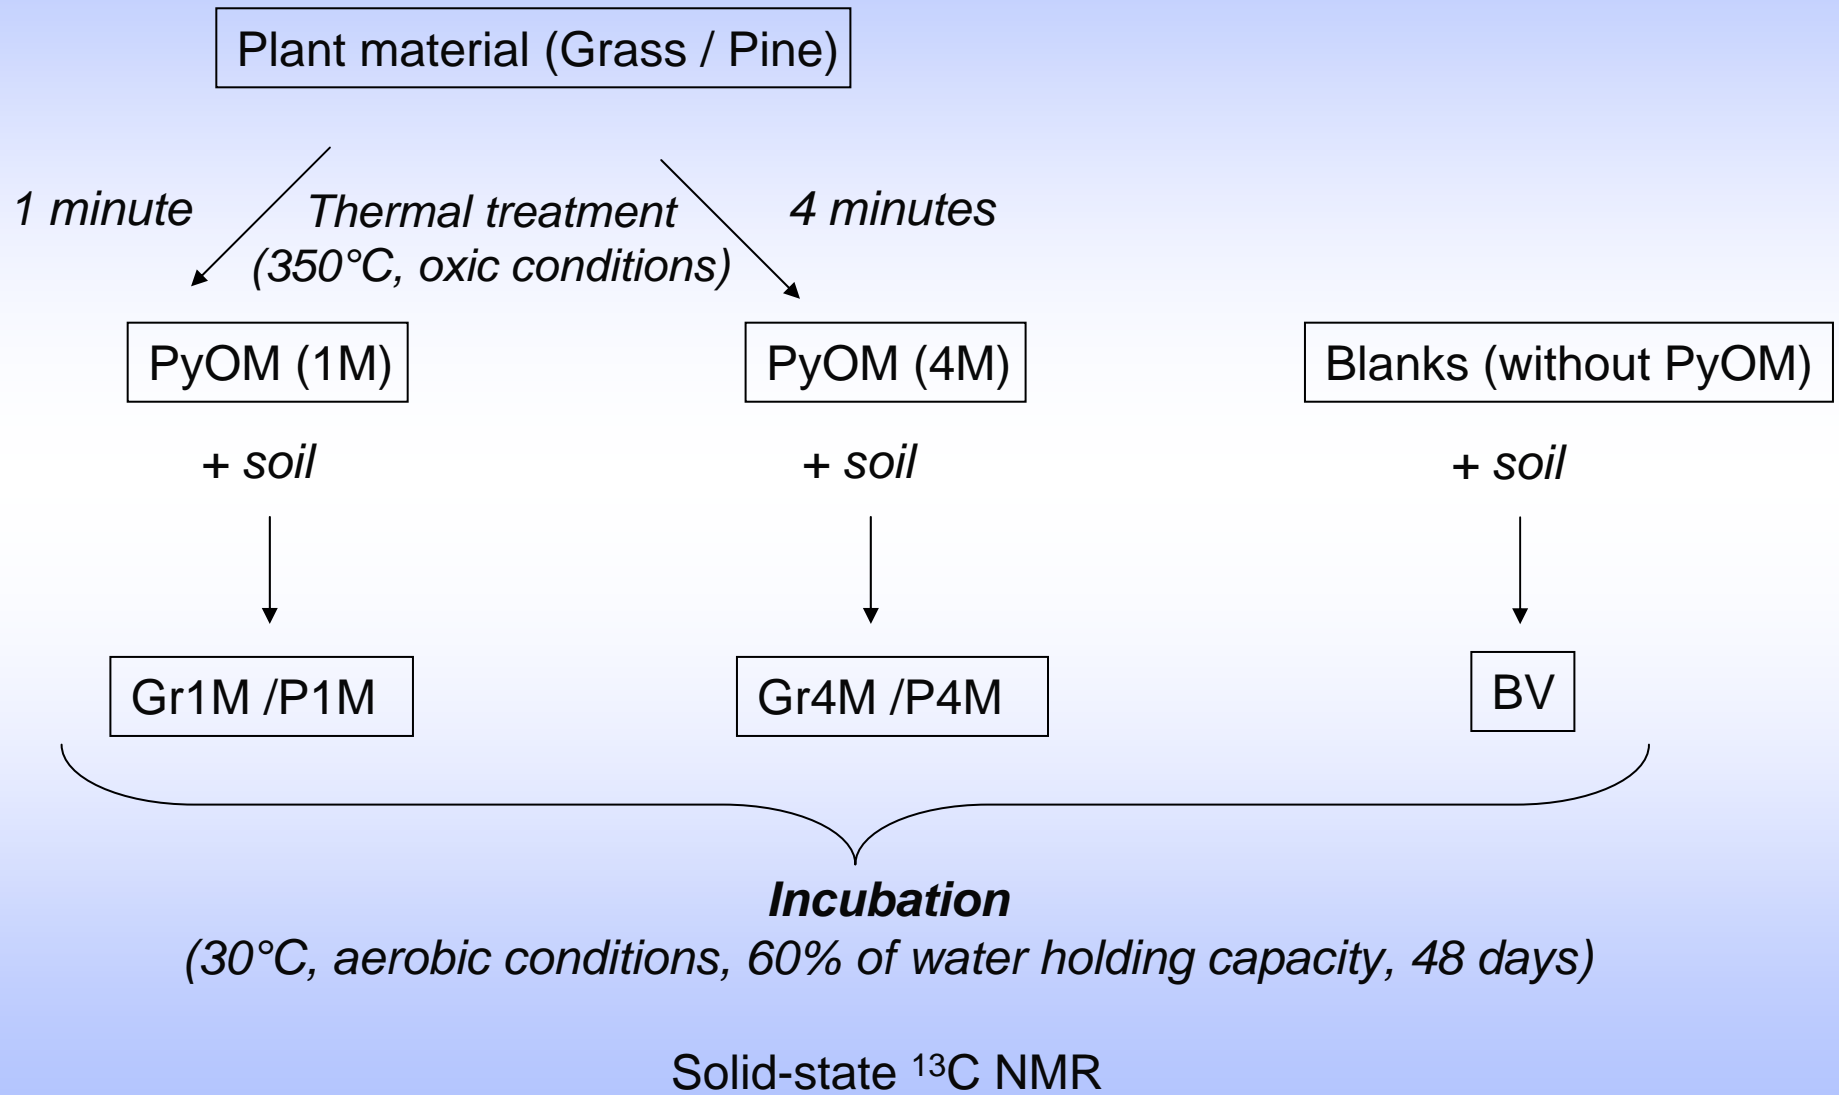 Plant material (Grass / Pine)
1 minute
Thermal treatment
(350°C, oxic conditions)
4 minutes
PyOM (1M)
PyOM (4M)
Blanks (without PyOM)
+ soil
+ soil
+ soil
Gr1M /P1M
Gr4M /P4M
BV
Incubation
(30°C, aerobic conditions, 60% of water holding capacity, 48 days)
Solid-state ¹³C NMR